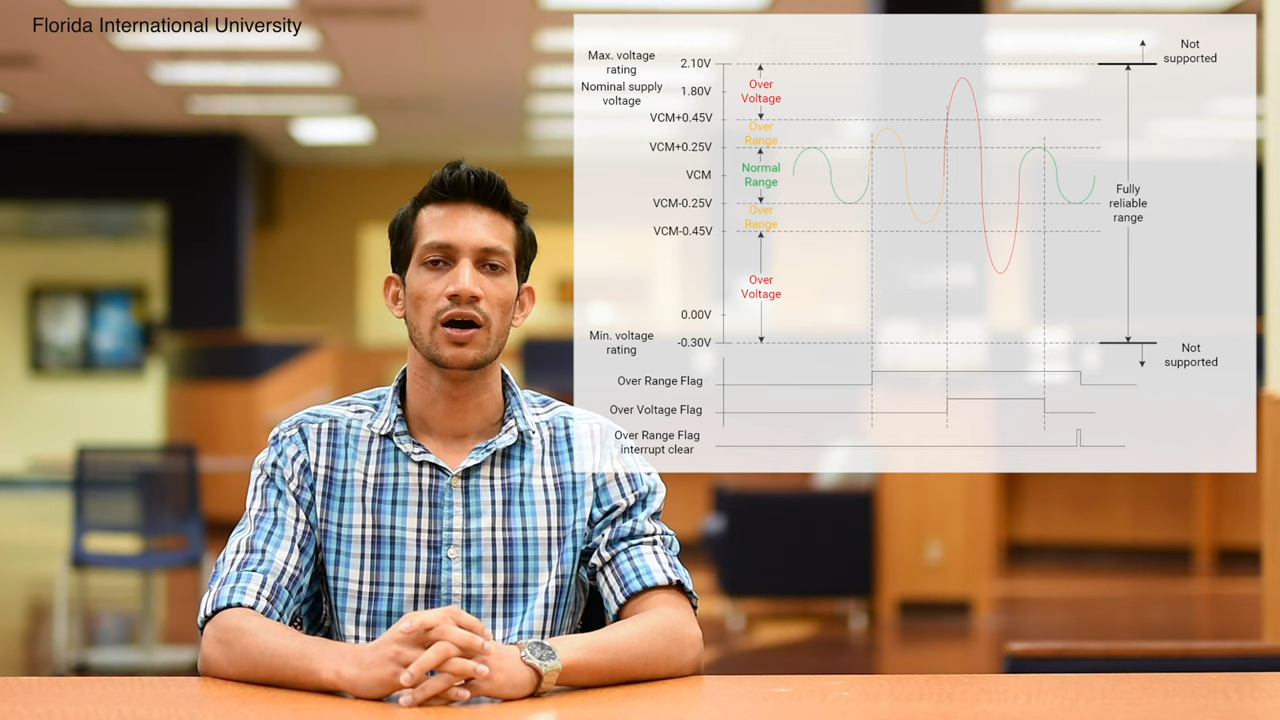 Florida International University
Max. voltage
rating
2.10V
Nominal supply
voltage
1.80V
VCM+0.45V
VCM+0.25V
VCM
VCM-0.25V
VCM-0.45V
0.00V
Min. voltage
rating
-0.30V
Over
Voltage
Over
Range
Normal
Range
Over
Range
Over
Voltage
Not
supported
Fully
reliable
range
Not
supported
Over Range Flag
Over Voltage Flag
Over Range Flag
interrupt clear